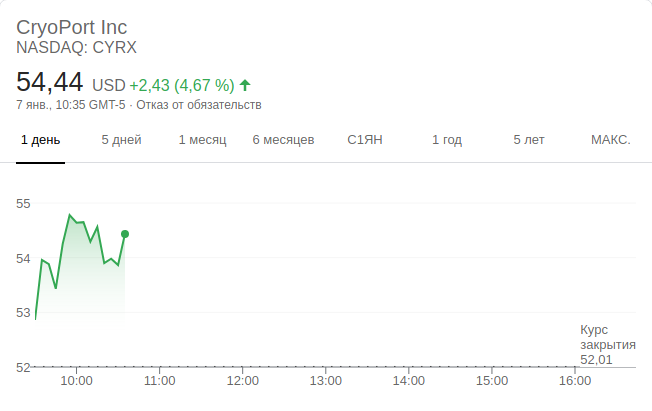 CryoPort Inc
NASDAQ: CYRX
54,44 USD +2,43 (4,67 %)
7 янв., 10:35 GMT-5 · Отказ от обязательств
1 день 5 дней 1 месяц 6 месяцев С1ЯН 1 год 5 лет МАКС.
55
54
53
Курс
закрытия
52,01
52
10:00 11:00 12:00 13:00 14:00 15:00 16:00